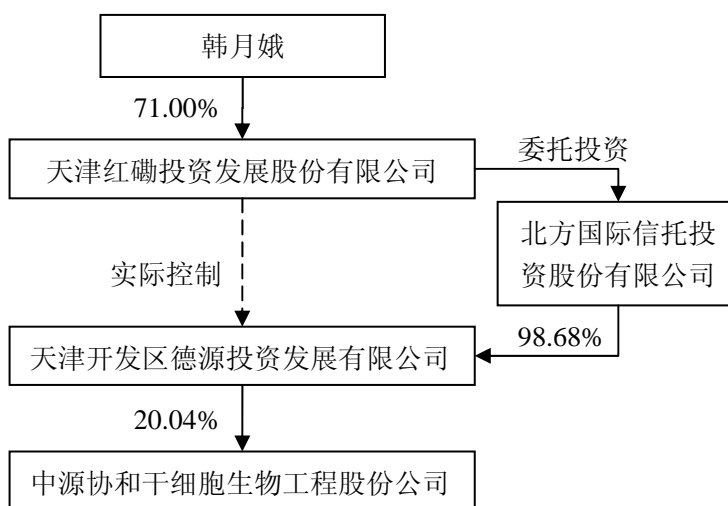 韩月娥
71.00%
天津红磡投资发展股份有限公司
委托投资
北方国际信托投
资股份有限公司
实际控制
98.68%
天津开发区德源投资发展有限公司
20.04%
中源协和干细胞生物工程股份公司